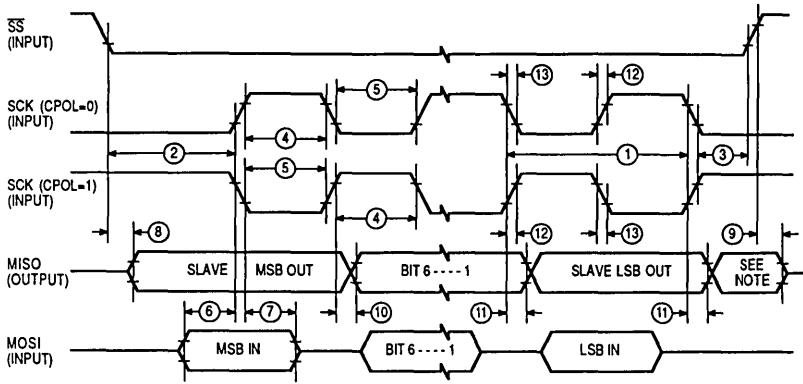 SS
(INPUT)
⑬ ⑫
⑤
SCK (CPOL=0)
(INPUT)
④
② ① ③
⑤
SCK (CPOL=1)
(INPUT)
④
⑧ ⑫ ⑬ ⑨
MISO
(OUTPUT)
SLAVE MSB OUT BIT 6 - - - - 1 SLAVE LSB OUT SEE
NOTE
⑥ ⑦ ⑩ ⑪ ⑪
MOSI
(INPUT)
MSB IN BIT 6 - - - - 1 LSB IN